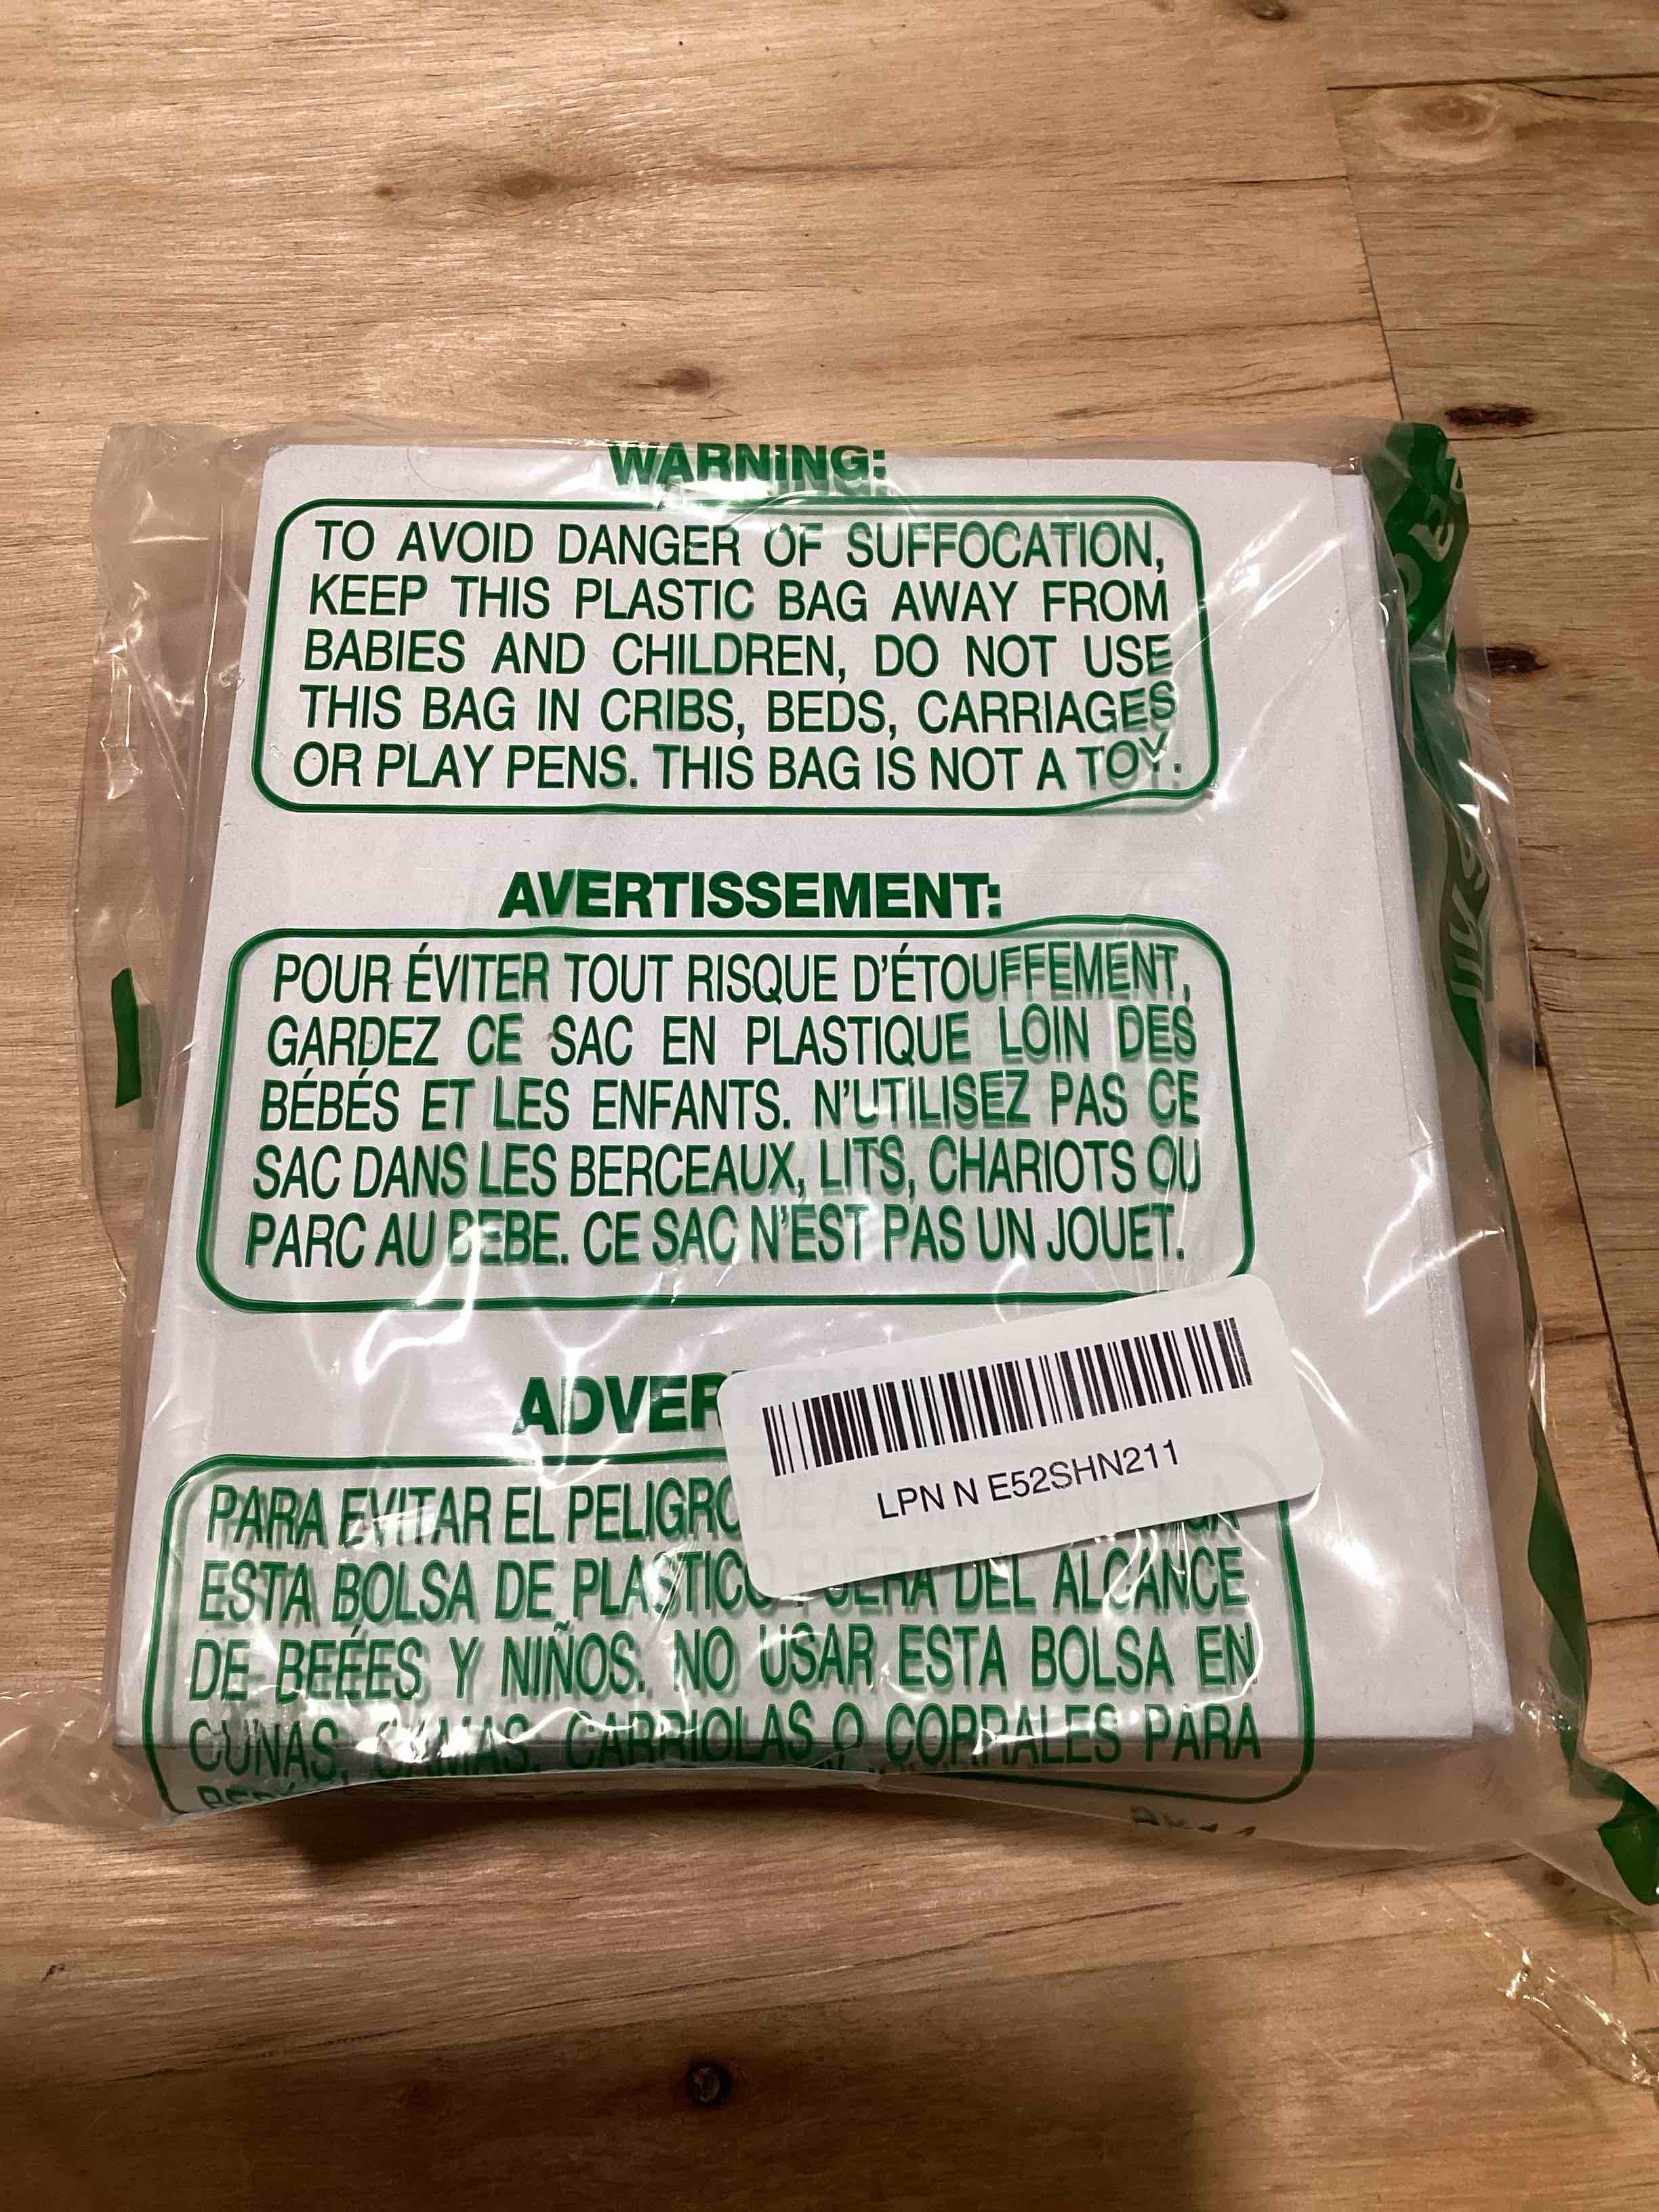 WARNING:
TO AVOID DANGER OF SUFFOCATION,
KEEP THIS PLASTIC BAG AWAY FROM
BABIES AND CHILDREN, DO NOT USE
THIS BAG IN CRIBS, BEDS, CARRIAGES
OR PLAY PENS. THIS BAG IS NOT A TOY.
AVERTISSEMENT:
POUR ÉVITER TOUT RISQUE D'ÉTOUFFEMENT,
GARDEZ CE SAC EN PLASTIQUE LOIN DES
BÉBÉS ET LES ENFANTS. N'UTILISEZ PAS CE
SAC DANS LES BERCEAUX, LITS, CHARIOTS OU
PARC AU BEBE. CE SAC N'EST PAS UN JOUET.
ADVER
LPN N E52SHN211
PARA EVITAR EL PELIGRO
ESTA BOLSA DE PLASTICO FUERA DEL ALCANCE
DE BEÉES Y NIÑOS. NO USAR ESTA BOLSA EN
CUNAS, CAMAS, CARRIOLAS O CORRALES PARA